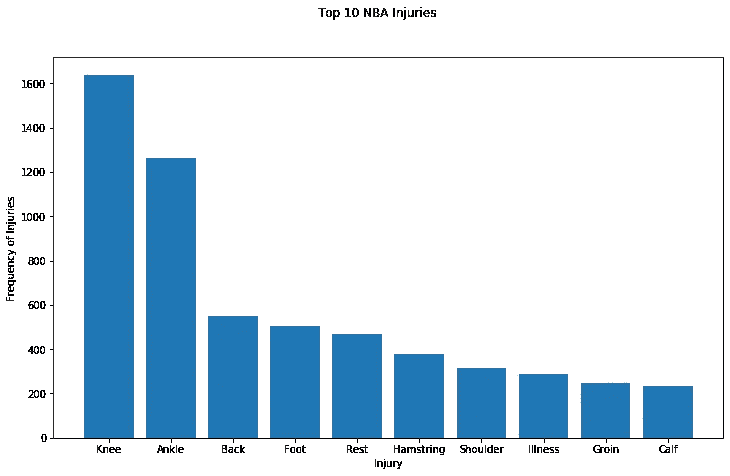 Top 10 NBA Injuries
Frequency of Injuries
1600
1400
1200
1000
800
600
400
200
0
Knee Ankle Back Foot Rest Hamstring Shoulder Illness Groin Calf
Injury